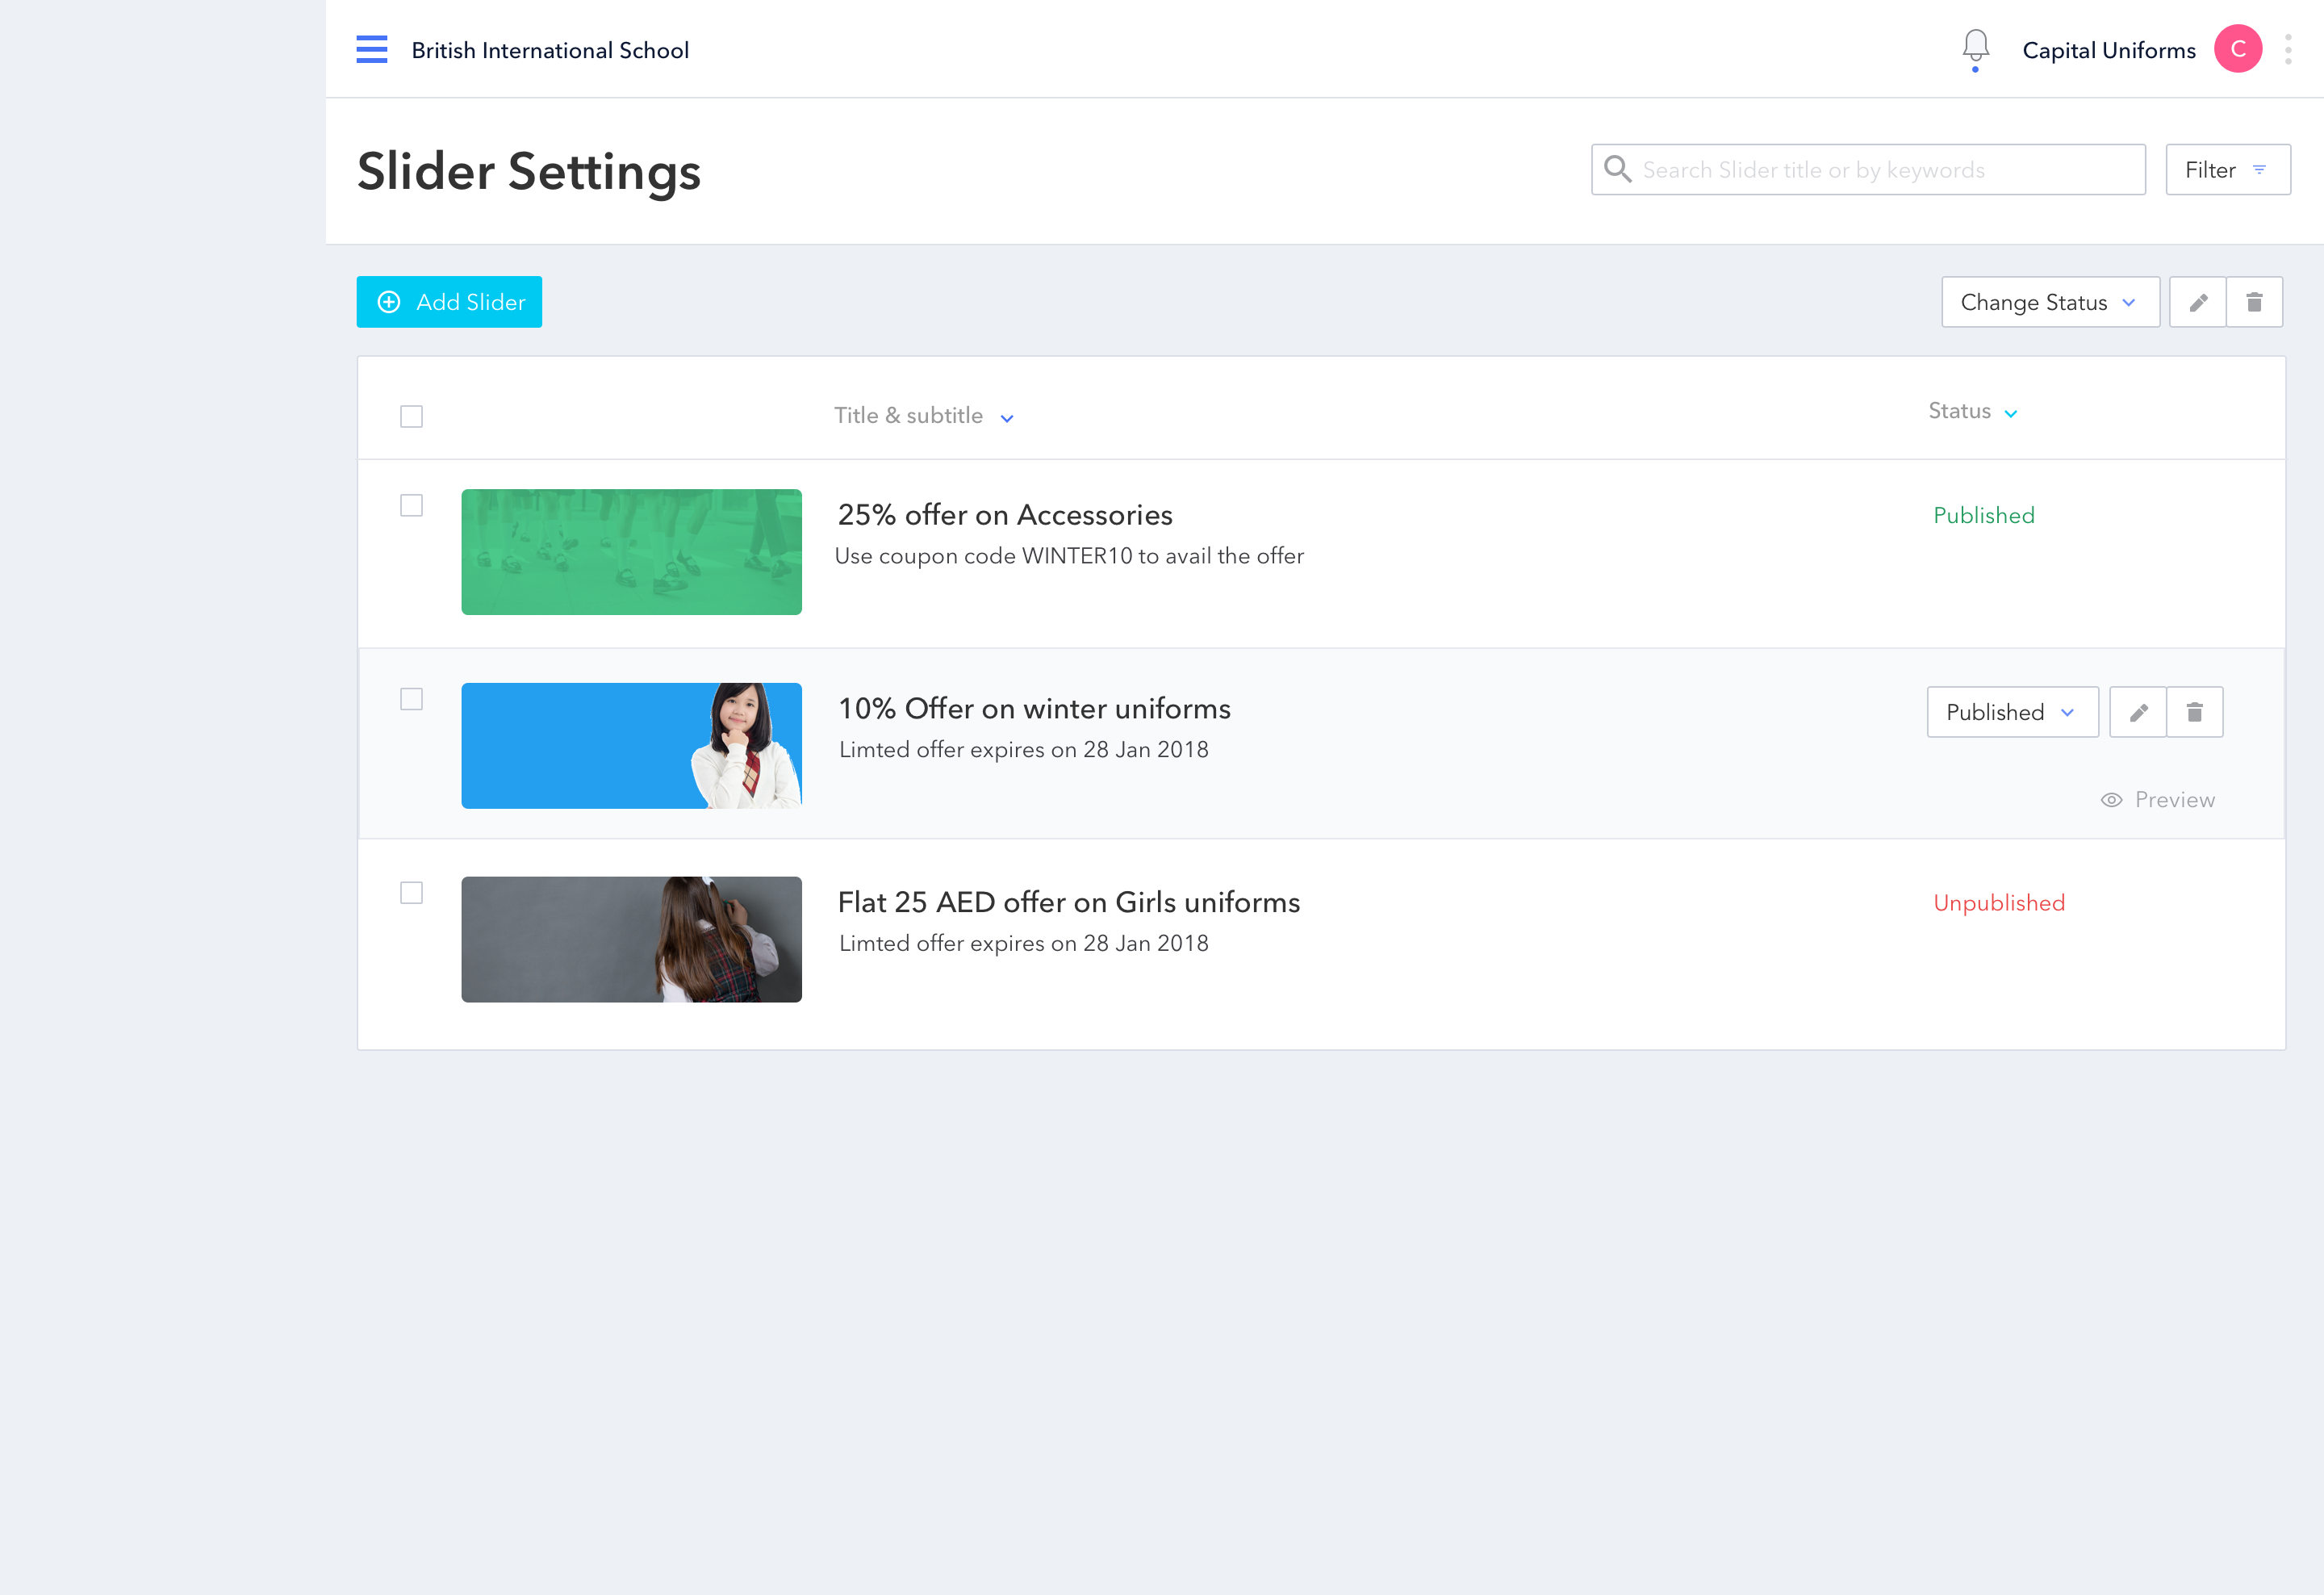 British International School
Capital Uniforms
C
Slider Settings
Search Slider title or by keywords
Filter
Add Slider
Change Status
Title & subtitle
Status
25% offer on Accessories
Published
Use coupon code WINTER10 to avail the offer
10% Offer on winter uniforms
Published
Limted offer expires on 28 Jan 2018
Preview
Flat 25 AED offer on Girls uniforms
Unpublished
Limted offer expires on 28 Jan 2018